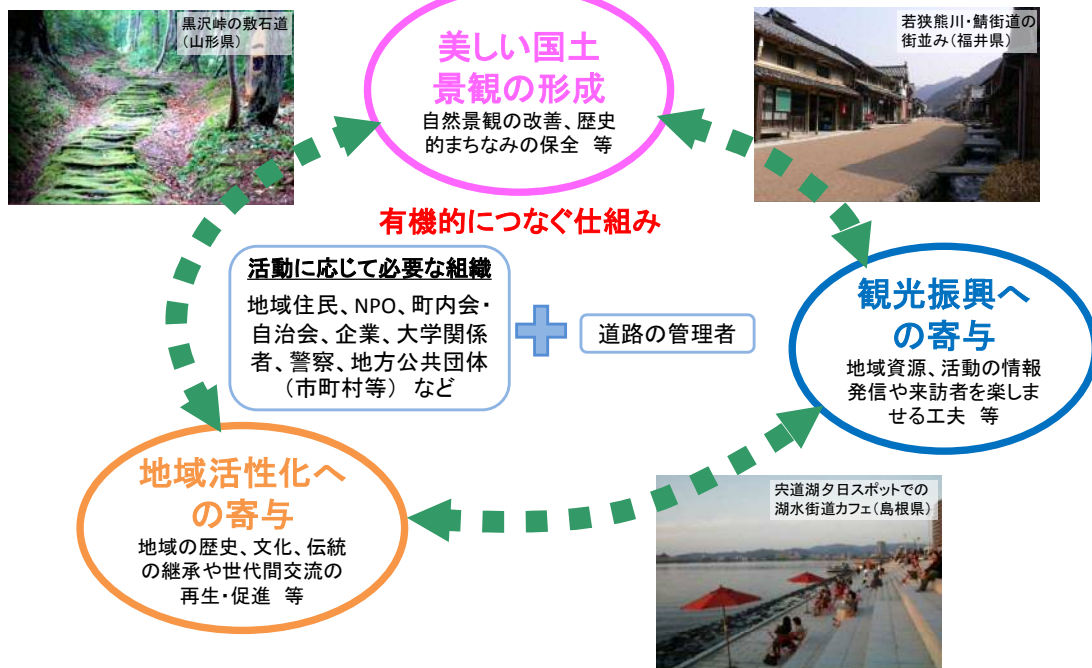 黒沢峠の敷石道
（山形県）
美しい国土
景観の形成
自然景観の改善、歴史
的まちなみの保全　等
若狭熊川・鯖街道の
街並み（福井県）
有機的につなぐ仕組み
活動に応じて必要な組織
地域住民、NPO、町内会・
自治会、企業、大学関係
者、警察、地方公共団体
（市町村等）　など
道路の管理者
観光振興へ
の寄与
地域資源、活動の情報
発信や来訪者を楽しま
せる工夫　等
地域活性化へ
の寄与
地域の歴史、文化、伝統
の継承や世代間交流の
再生・促進　等
宍道湖夕日スポットでの
湖水街道カフェ（島根県）